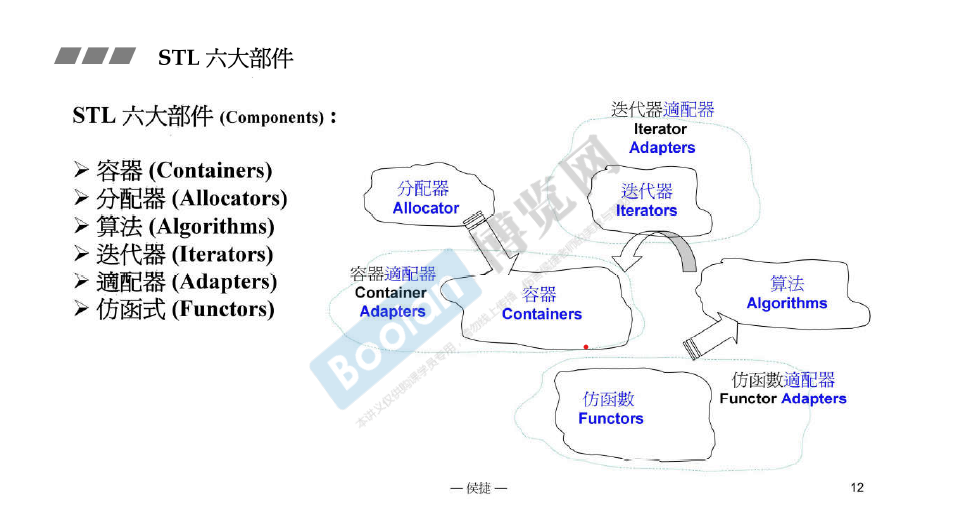 STL 六大部件
STL 六大部件 (Components) :
➢ 容器 (Containers)
➢ 分配器 (Allocators)
➢ 算法 (Algorithms)
➢ 迭代器 (Iterators)
➢ 適配器 (Adapters)
➢ 仿函式 (Functors)
迭代器適配器
Iterator
Adapters
分配器
Allocator
迭代器
Iterators
容器適配器
Container
Adapters
容器
Containers
算法
Algorithms
仿函數
Functors
仿函數適配器
Functor Adapters
Boolan 博览网
— 侯捷 —
12